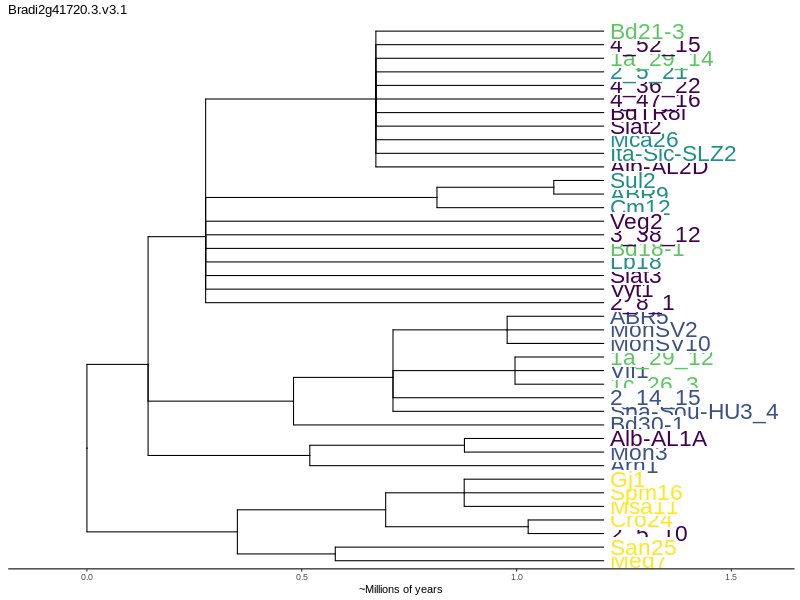 Bradi2g41720.3.v3.1
Bd21-3
4_52_15
1a_29_14
2_5_21
4_36_22
4_47_16
BdTR8I
Slat2
Mca26
Ita-Sic-SLZ2
Alh-AL2D
Sul2
ABR9
Cm12
Veg2
3_38_12
Bd18-1
Lb18
Slat3
Vyt1
2_8_1
ABR5
MonSV2
MonSV10
1a_29_12
1c_26_3
2_14_15
Spa-Sou-HU3_4
Bd30-1
Alb-AL1A
Mon3
Arn1
Gj1
Spm16
Msa11
Cro24
2_5_10
San25
Meg7
0.0 0.5 1.0 1.5
~Millions of years